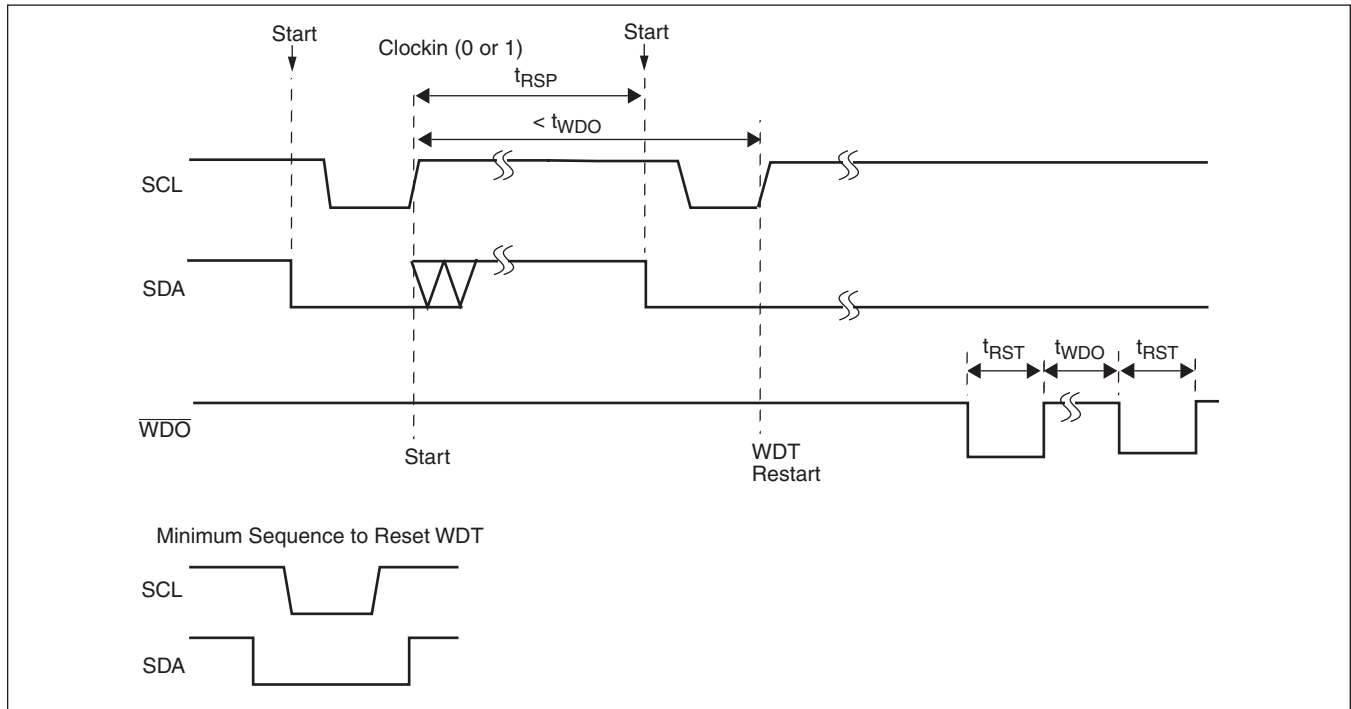 Start
Start
Clockin (0 or 1)
tRSP
< tWDO
SCL
SDA
tRST tWDO tRST
WDO
Start
WDT
Restart
Minimum Sequence to Reset WDT
SCL
SDA